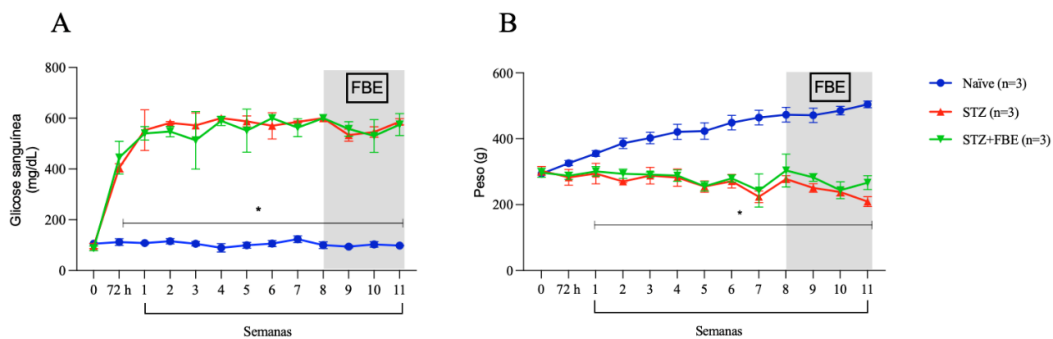 A
Glicose sanguínea
(mg/dL)
800
600
400
200
0
FBE
*
0 72 h 1 2 3 4 5 6 7 8 9 10 11
Semanas
B
Peso (g)
600
400
200
0
FBE
*
0 72 h 1 2 3 4 5 6 7 8 9 10 11
Semanas
Naïve (n=3)
STZ (n=3)
STZ+FBE (n=3)